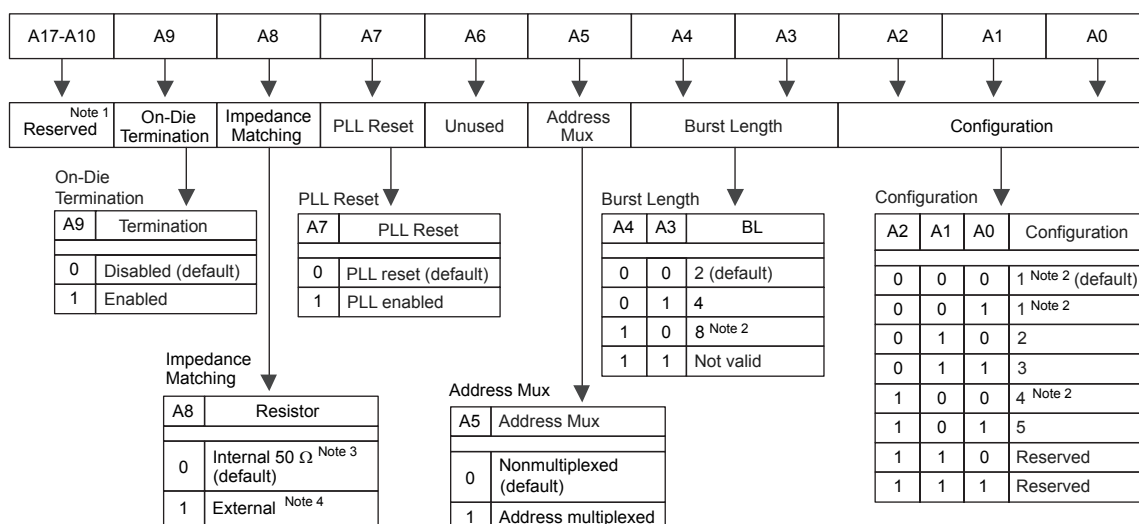 A17-A10 A9 A8 A7 A6 A5 A4 A3 A2 A1 A0
Reserved Note 1
On-Die Termination
Impedance Matching
PLL Reset
Unused
Address Mux
Burst Length
Configuration
On-Die
Termination
A9 Termination
0 Disabled (default)
1 Enabled
PLL Reset
A7 PLL Reset
0 PLL reset (default)
1 PLL enabled
Burst Length
A4 A3 BL
0 0 2 (default)
0 1 4
1 0 8 Note 2
1 1 Not valid
Configuration
A2 A1 A0 Configuration
0 0 0 1 Note 2 (default)
0 0 1 1 Note 2
0 1 0 2
0 1 1 3
1 0 0 4 Note 2
1 0 1 5
1 1 0 Reserved
1 1 1 Reserved
Impedance
Matching
A8 Resistor
0 Internal 50 Ω Note 3
(default)
1 External Note 4
Address Mux
A5 Address Mux
0 Nonmultiplexed
(default)
1 Address multiplexed